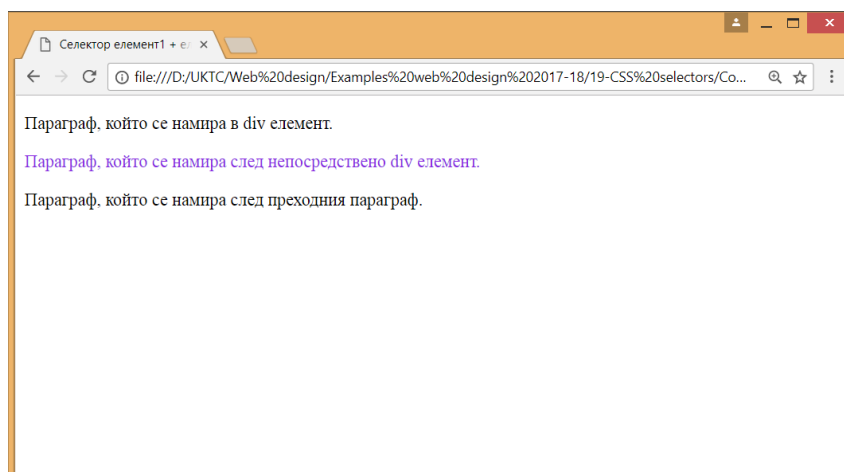 Селектор елемент1 + ел
file:///D:/UKTC/Web%20design/Examples%20web%20design%202017-18/19-CSS%20selectors/Co...
Параграф, който се намира в div елемент.
Параграф, който се намира след непосредствено div елемент.
Параграф, който се намира след преходния параграф.